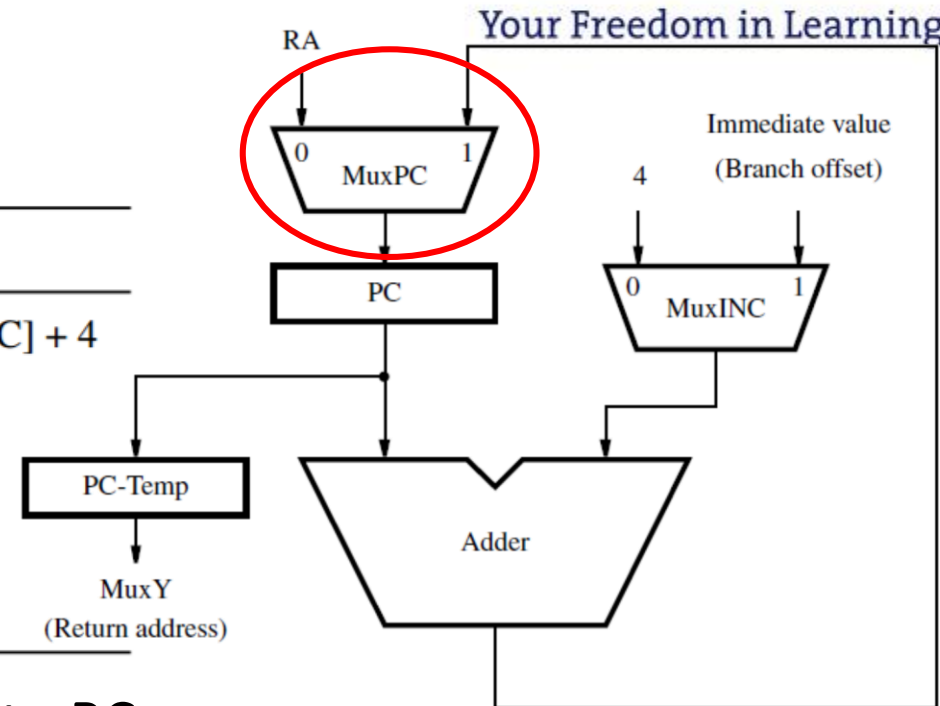 Your Freedom in Learning
RA
Immediate value
(Branch offset)
4
0
1
MuxPC
0
1
MuxINC
PC
C] + 4
PC-Temp
Adder
MuxY
(Return address)